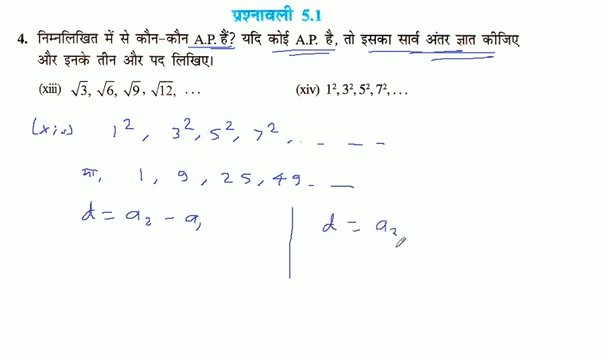 प्रश्नावली 5.1
4. निम्नलिखित में से कौन-कौन A.P. हैं? यदि कोई A.P. है, तो इसका सार्व अंतर ज्ञात कीजिए
और इनके तीन और पद लिखिए।
(xiii) √3, √6, √9, √12, ... (xiv) 1², 3², 5², 7², ...
(xiv) 1², 3², 5², 7², ...
या, 1, 9, 25, 49
d = a₂ - a₁ d = a₂